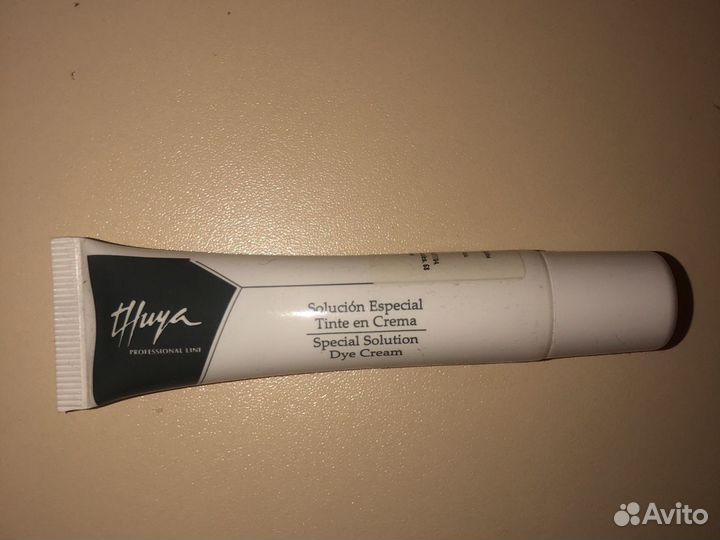 thuya
PROFESSIONAL LINE
Solución Especial
Tinte en Crema
Special Solution
Dye Cream
Avito